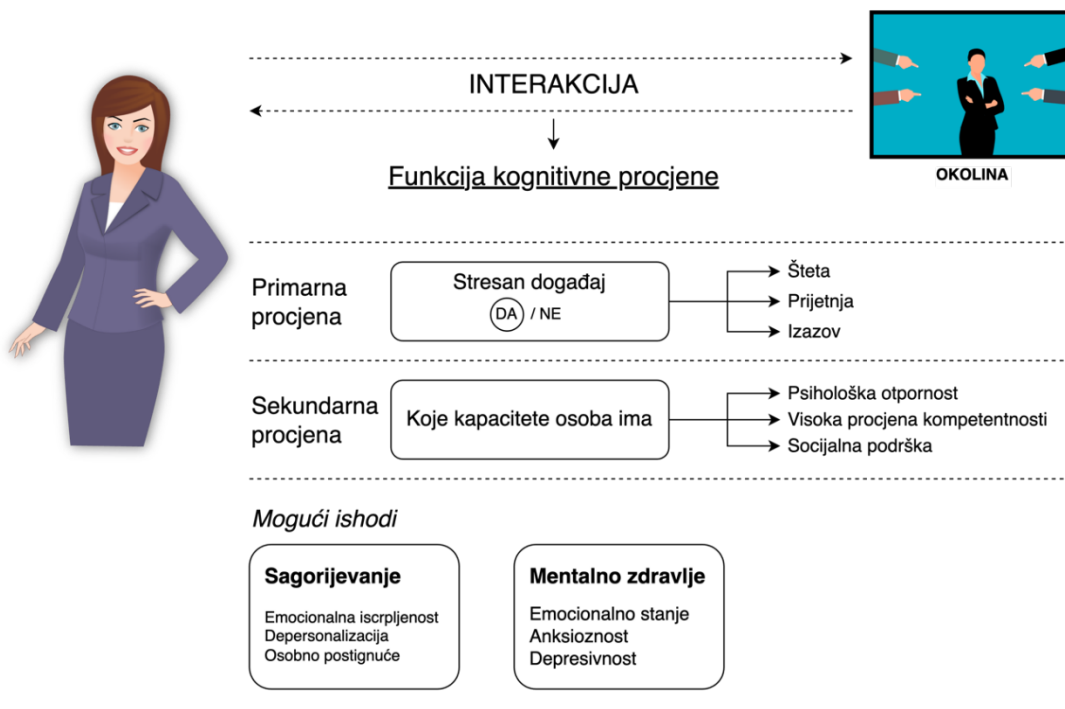 INTERAKCIJA
OKOLINA
Funkcija kognitivne procjene
Primarna
procjena
Stresan događaj
DA / NE
Šteta
Prijetnja
Izazov
Sekundarna
procjena
Koje kapacitete osoba ima
Psihološka otpornost
Visoka procjena kompetentnosti
Socijalna podrška
Mogući ishodi
Sagorijevanje
Emocionalna iscrpljenost
Depersonalizacija
Osobno postignuće
Mentalno zdravlje
Emocionalno stanje
Anksioznost
Depresivnost